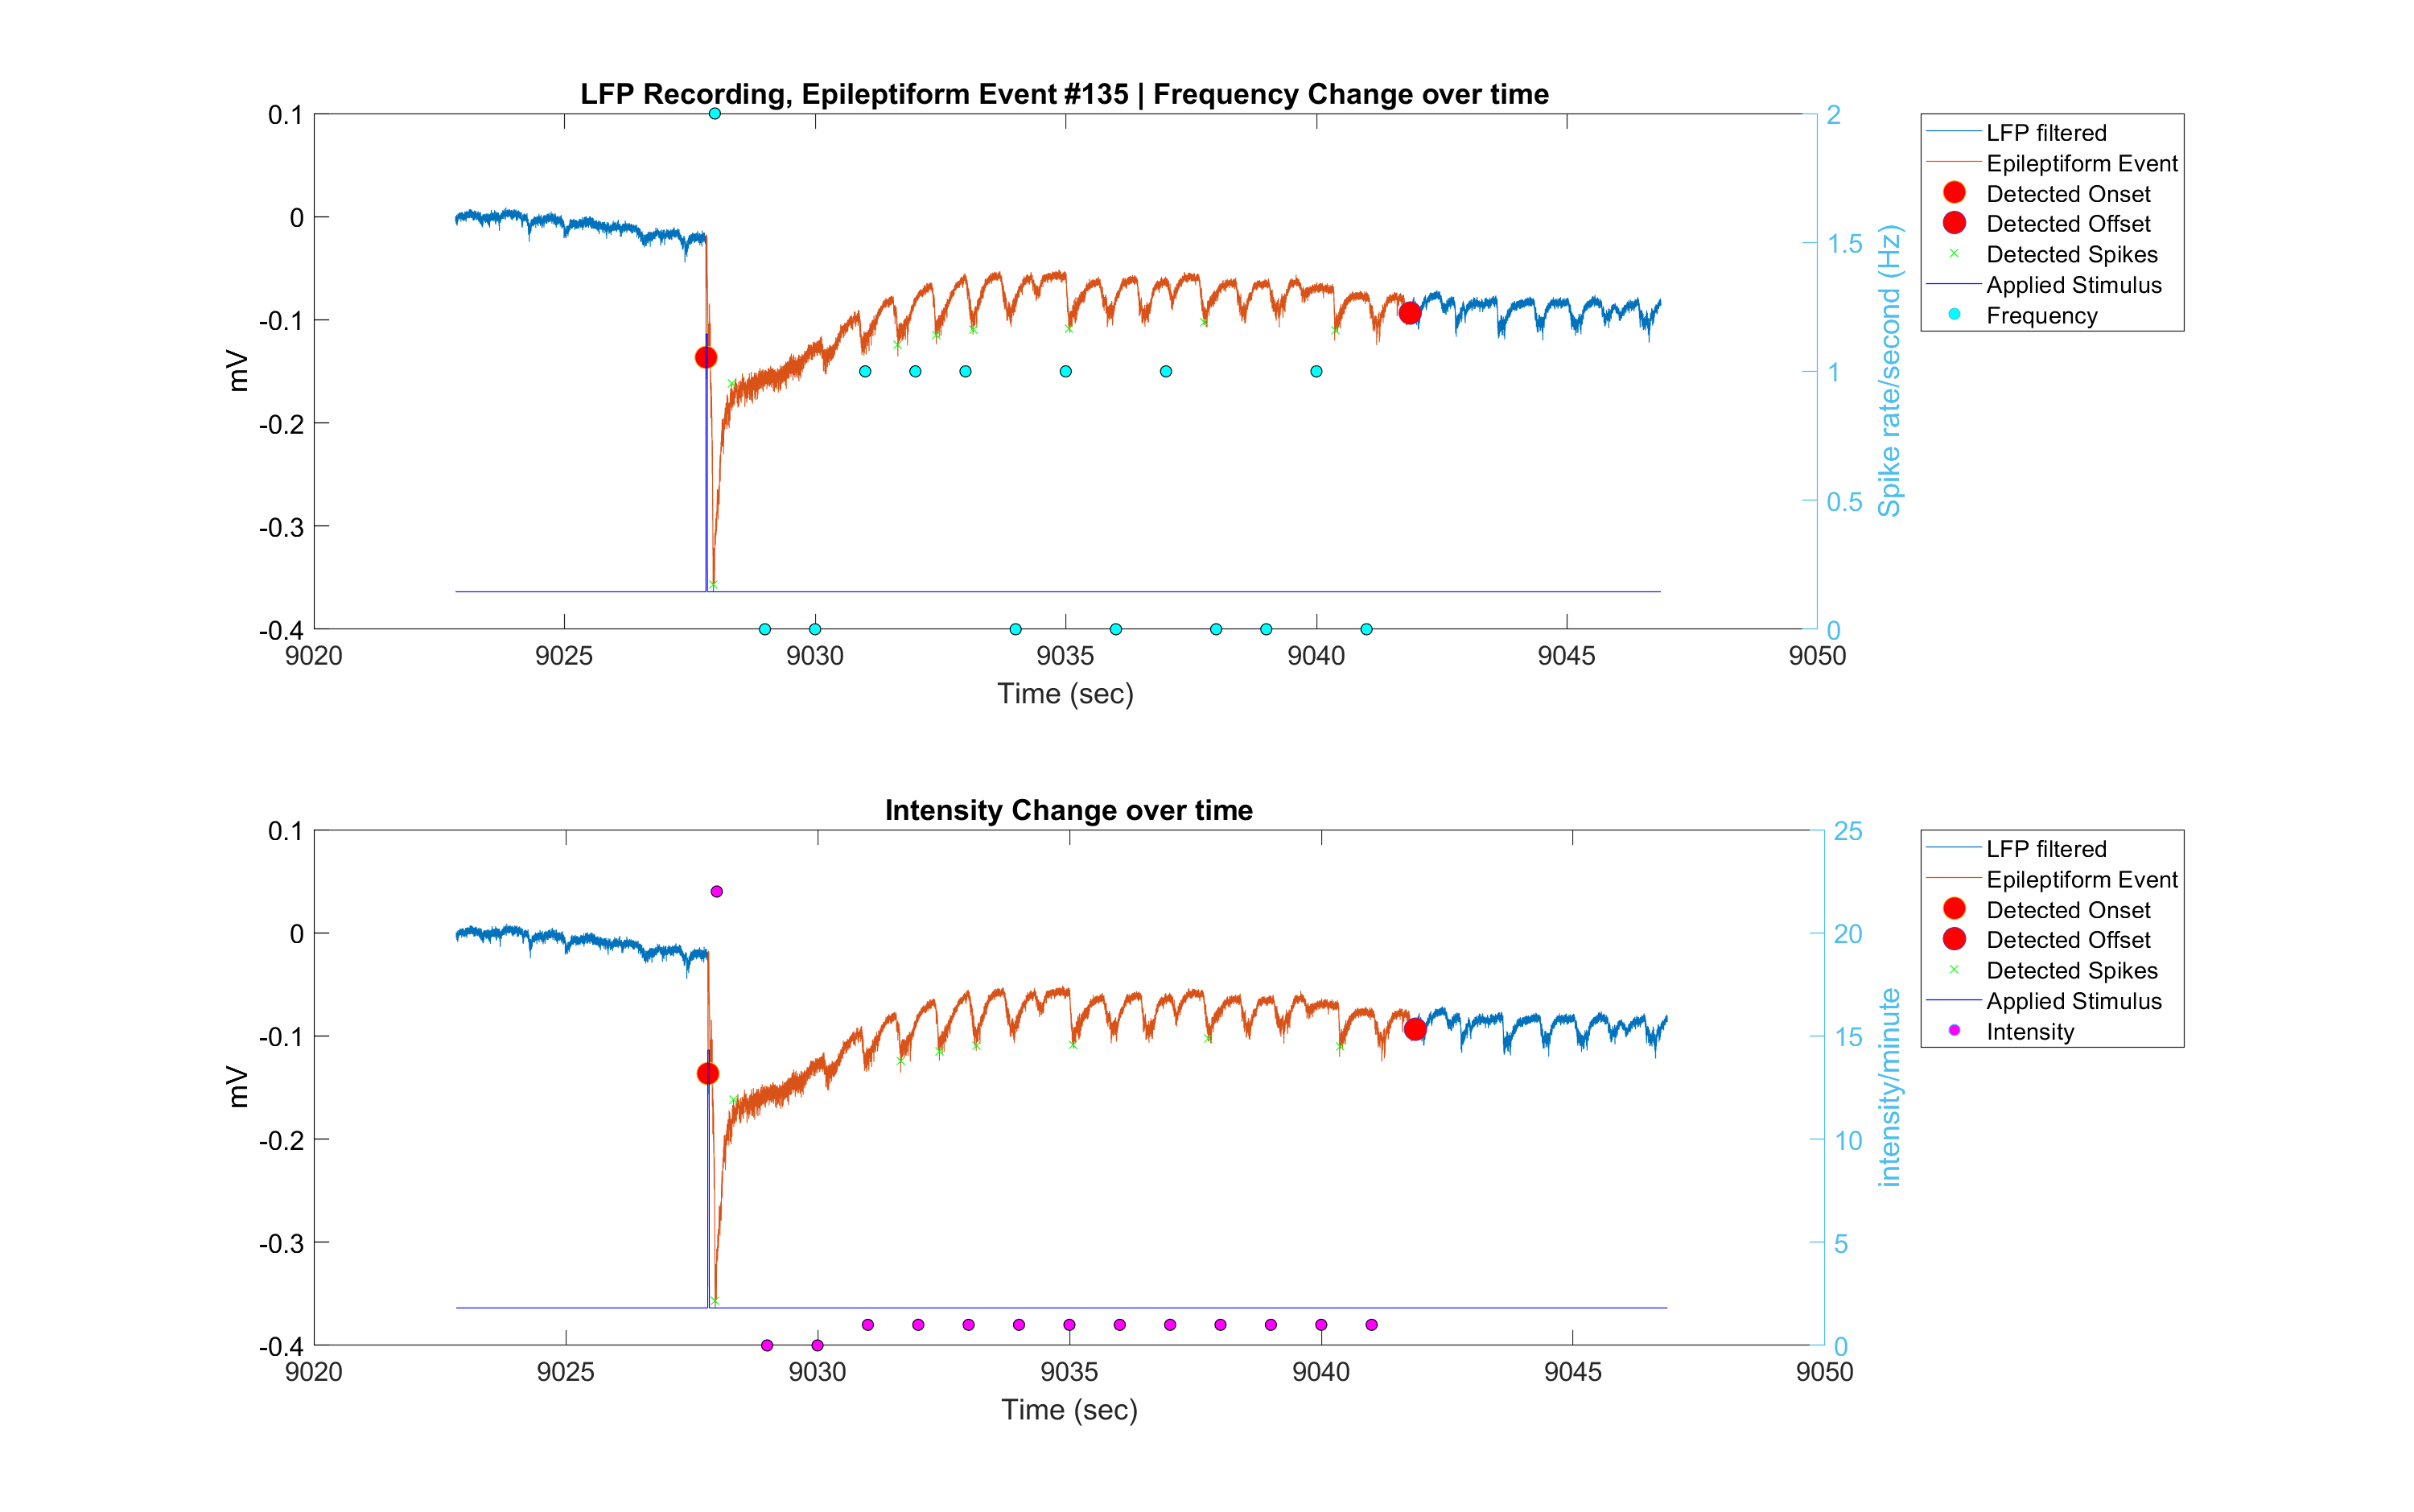 LFP Recording, Epileptiform Event #135 | Frequency Change over time
0.1
0
-0.1
-0.2
-0.3
-0.4
mV
9020 9025 9030 9035 9040 9045 9050
Time (sec)
2
1.5
1
0.5
0
Spike rate/second (Hz)
LFP filtered
Epileptiform Event
Detected Onset
Detected Offset
Detected Spikes
Applied Stimulus
Frequency
Intensity Change over time
0.1
0
-0.1
-0.2
-0.3
-0.4
mV
9020 9025 9030 9035 9040 9045 9050
Time (sec)
25
20
15
10
5
0
intensity/minute
LFP filtered
Epileptiform Event
Detected Onset
Detected Offset
Detected Spikes
Applied Stimulus
Intensity